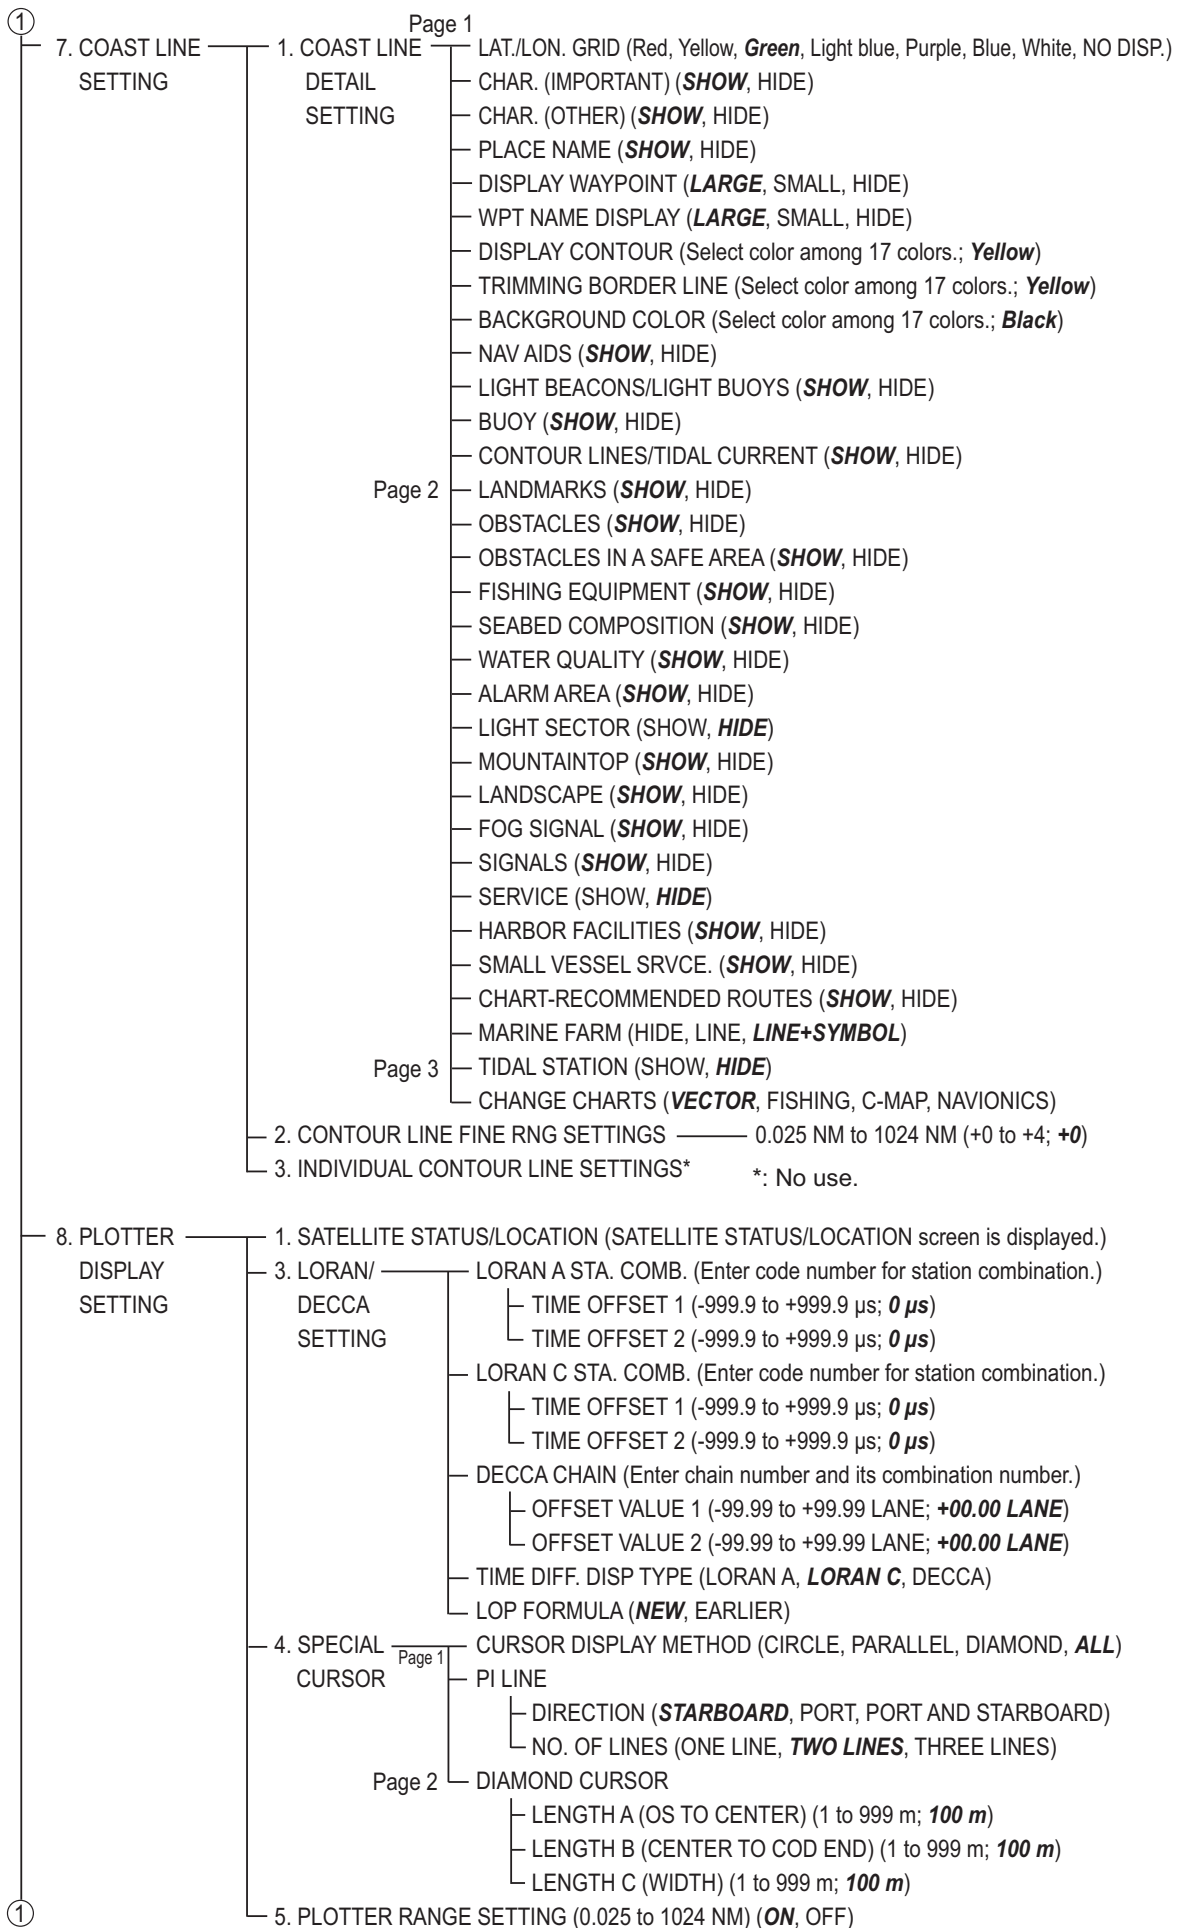 1
Page 1
7. COAST LINE 1. COAST LINE LAT./LON. GRID (Red, Yellow, Green, Light blue, Purple, Blue, White, NO DISP.)
SETTING DETAIL CHAR. (IMPORTANT) (SHOW, HIDE)
SETTING CHAR. (OTHER) (SHOW, HIDE)
PLACE NAME (SHOW, HIDE)
DISPLAY WAYPOINT (LARGE, SMALL, HIDE)
WPT NAME DISPLAY (LARGE, SMALL, HIDE)
DISPLAY CONTOUR (Select color among 17 colors.; Yellow)
TRIMMING BORDER LINE (Select color among 17 colors.; Yellow)
BACKGROUND COLOR (Select color among 17 colors.; Black)
NAV AIDS (SHOW, HIDE)
LIGHT BEACONS/LIGHT BUOYS (SHOW, HIDE)
BUOY (SHOW, HIDE)
CONTOUR LINES/TIDAL CURRENT (SHOW, HIDE)
Page 2 LANDMARKS (SHOW, HIDE)
OBSTACLES (SHOW, HIDE)
OBSTACLES IN A SAFE AREA (SHOW, HIDE)
FISHING EQUIPMENT (SHOW, HIDE)
SEABED COMPOSITION (SHOW, HIDE)
WATER QUALITY (SHOW, HIDE)
ALARM AREA (SHOW, HIDE)
LIGHT SECTOR (SHOW, HIDE)
MOUNTAINTOP (SHOW, HIDE)
LANDSCAPE (SHOW, HIDE)
FOG SIGNAL (SHOW, HIDE)
SIGNALS (SHOW, HIDE)
SERVICE (SHOW, HIDE)
HARBOR FACILITIES (SHOW, HIDE)
SMALL VESSEL SRVCE. (SHOW, HIDE)
CHART-RECOMMENDED ROUTES (SHOW, HIDE)
MARINE FARM (HIDE, LINE, LINE+SYMBOL)
Page 3 TIDAL STATION (SHOW, HIDE)
CHANGE CHARTS (VECTOR, FISHING, C-MAP, NAVIONICS)
2. CONTOUR LINE FINE RNG SETTINGS 0.025 NM to 1024 NM (+0 to +4; +0)
3. INDIVIDUAL CONTOUR LINE SETTINGS* *: No use.
8. PLOTTER 1. SATELLITE STATUS/LOCATION (SATELLITE STATUS/LOCATION screen is displayed.)
DISPLAY 3. LORAN/ LORAN A STA. COMB. (Enter code number for station combination.)
SETTING DECCA TIME OFFSET 1 (-999.9 to +999.9 µs; 0 µs)
SETTING TIME OFFSET 2 (-999.9 to +999.9 µs; 0 µs)
LORAN C STA. COMB. (Enter code number for station combination.)
TIME OFFSET 1 (-999.9 to +999.9 µs; 0 µs)
TIME OFFSET 2 (-999.9 to +999.9 µs; 0 µs)
DECCA CHAIN (Enter chain number and its combination number.)
OFFSET VALUE 1 (-99.99 to +99.99 LANE; +00.00 LANE)
OFFSET VALUE 2 (-99.99 to +99.99 LANE; +00.00 LANE)
TIME DIFF. DISP TYPE (LORAN A, LORAN C, DECCA)
LOP FORMULA (NEW, EARLIER)
4. SPECIAL Page 1 CURSOR DISPLAY METHOD (CIRCLE, PARALLEL, DIAMOND, ALL)
CURSOR PI LINE
DIRECTION (STARBOARD, PORT, PORT AND STARBOARD)
NO. OF LINES (ONE LINE, TWO LINES, THREE LINES)
Page 2 DIAMOND CURSOR
LENGTH A (OS TO CENTER) (1 to 999 m; 100 m)
LENGTH B (CENTER TO COD END) (1 to 999 m; 100 m)
LENGTH C (WIDTH) (1 to 999 m; 100 m)
1 5. PLOTTER RANGE SETTING (0.025 to 1024 NM) (ON, OFF)